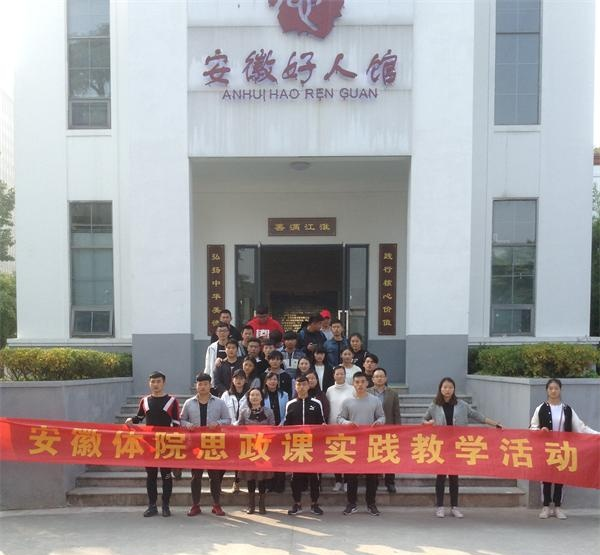 安徽好人馆
ANHUI HAO REN GUAN
善满江淮
弘扬中华美
践行核心价值
安徽体院思政课实践教学活动